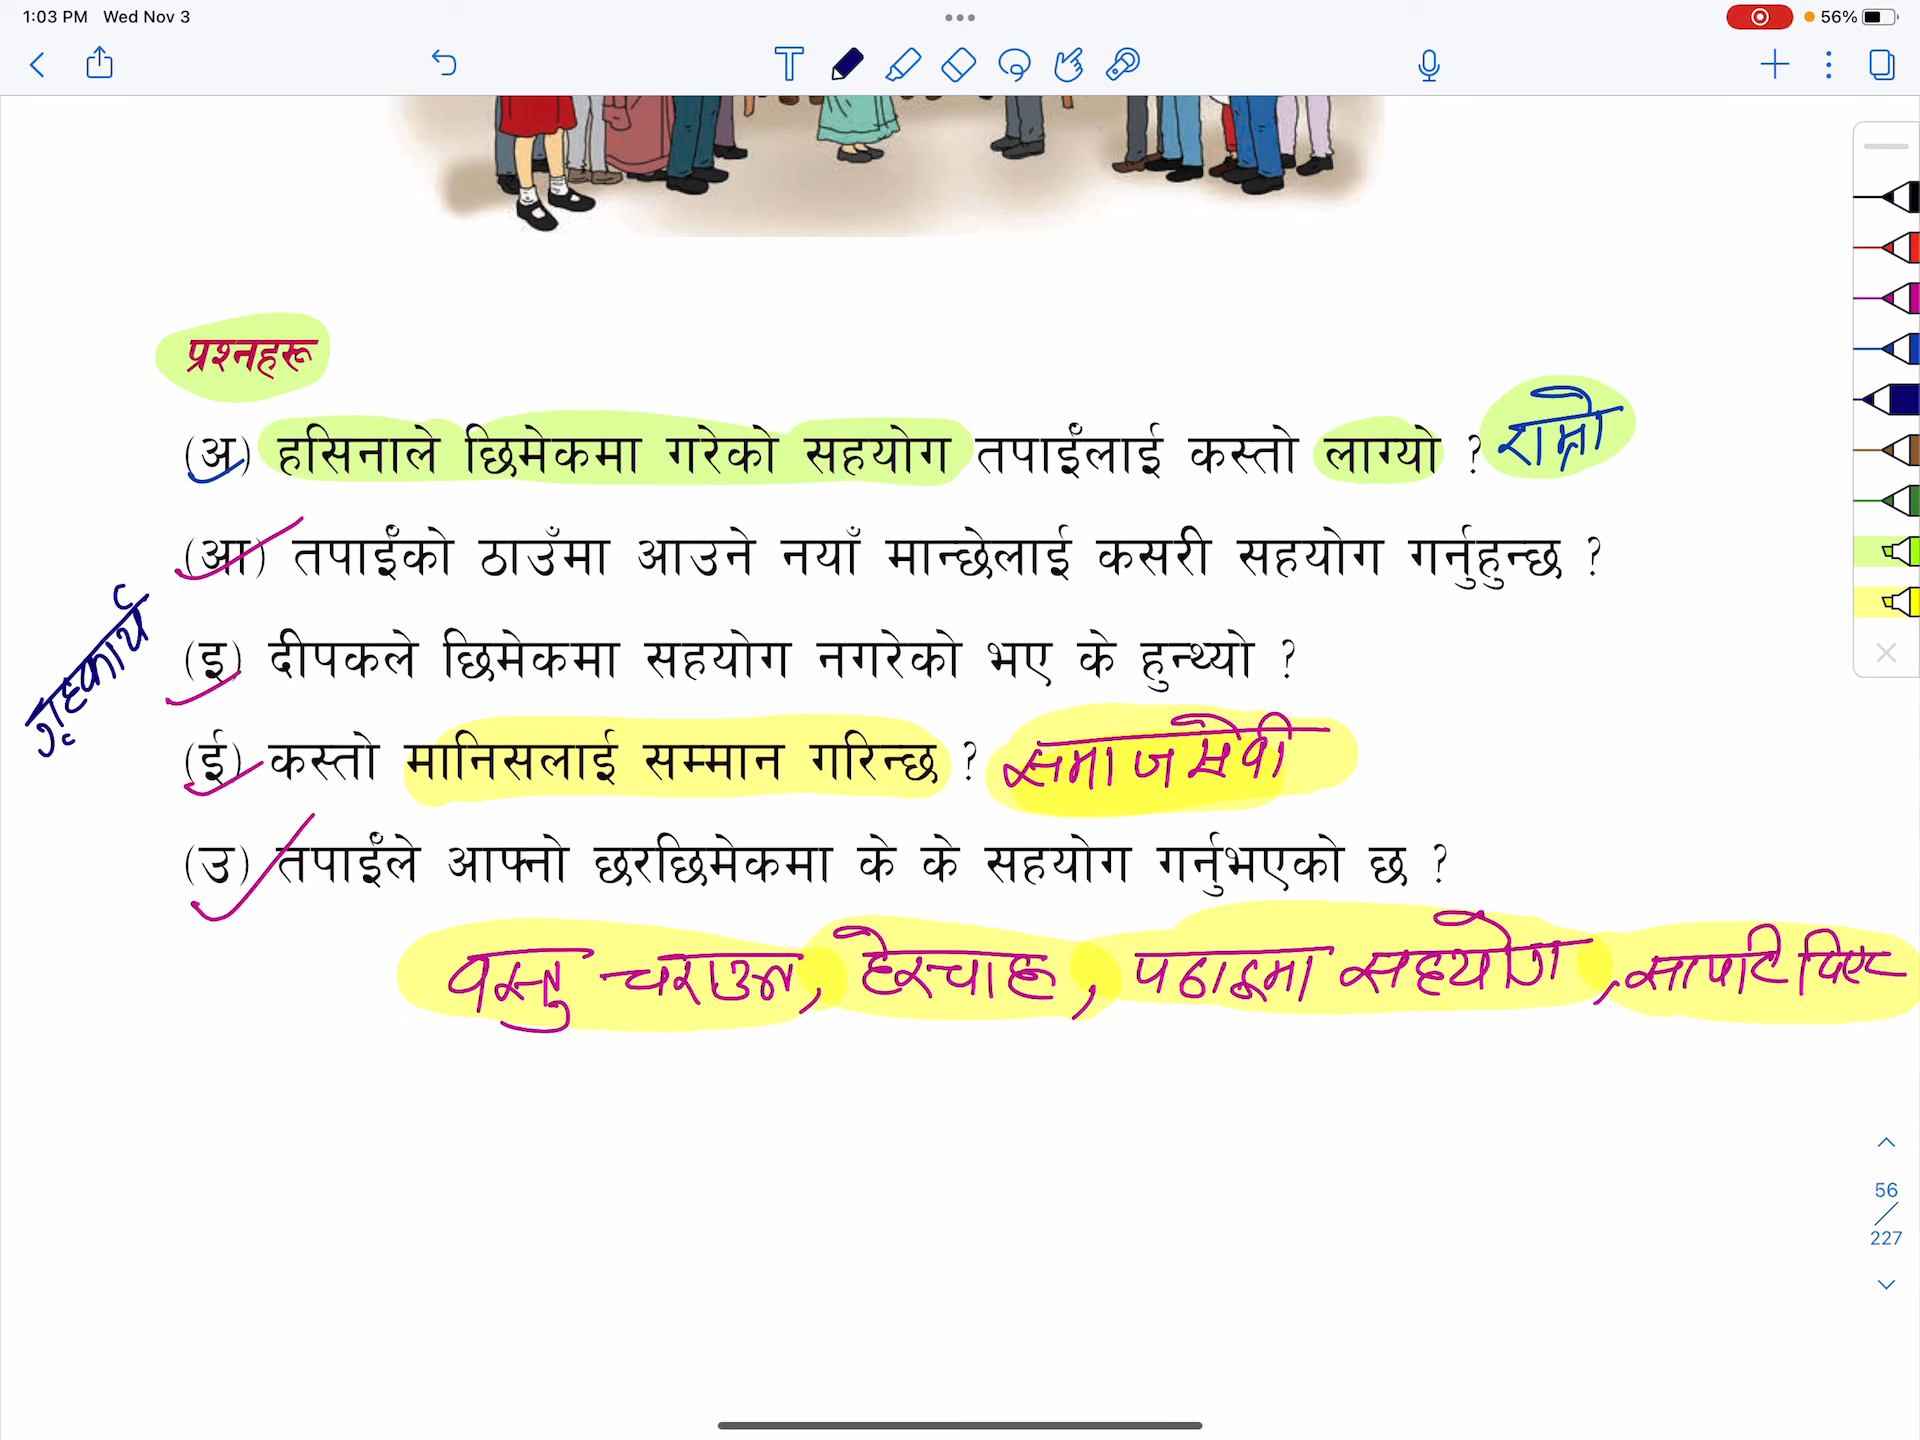 1:03 PM Wed Nov 3
56%
प्रश्नहरू
(अ) हसिनाले छिमेकमा गरेको सहयोग तपाईंलाई कस्तो लाग्यो ? राम्रो
(आ) तपाईंको ठाउँमा आउने नयाँ मान्छेलाई कसरी सहयोग गर्नुहुन्छ ?
गृहकार्य
(इ) दीपकले छिमेकमा सहयोग नगरेको भए के हुन्थ्यो ?
(ई) कस्तो मानिसलाई सम्मान गरिन्छ ? समाजसेवी
(उ) तपाईंले आफ्नो छरछिमेकमा के के सहयोग गर्नुभएको छ ?
वस्तु चराउन, हेरचाह, पढाइमा सहयोग, सापटि
56
/
227